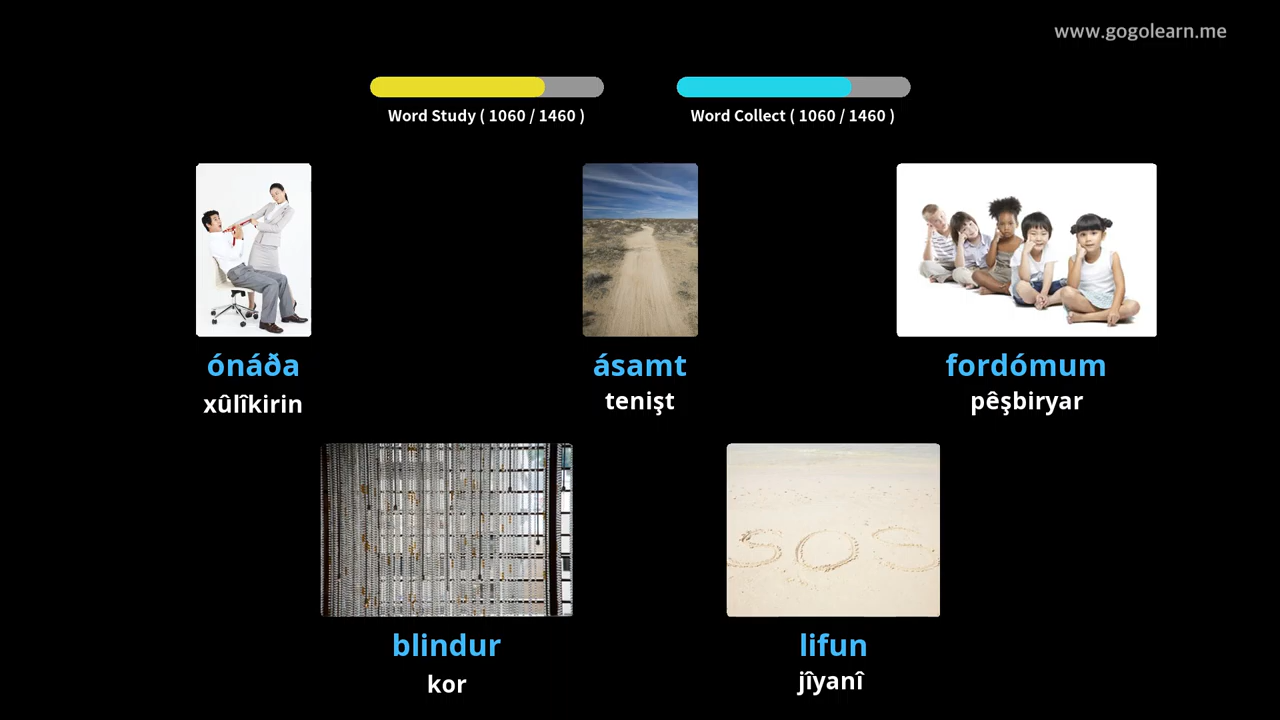 www.gogolearn.me
Word Study ( 1060 / 1460 )
Word Collect ( 1060 / 1460 )
ónáða
xûlîkirin
ásamt
tenişt
fordómum
pêşbiryar
blindur
kor
SOS
lifun
jîyanî